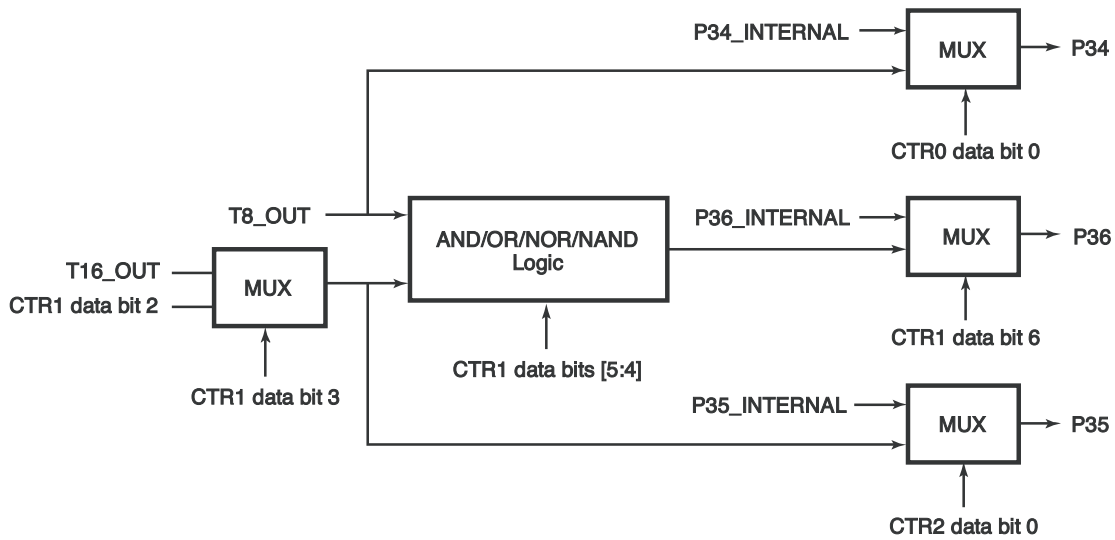 P34_INTERNAL
MUX
P34
CTR0 data bit 0
T8_OUT
AND/OR/NOR/NAND
Logic
P36_INTERNAL
MUX
P36
T16_OUT
MUX
CTR1 data bit 2
CTR1 data bit 6
CTR1 data bits [5:4]
CTR1 data bit 3
P35_INTERNAL
MUX
P35
CTR2 data bit 0